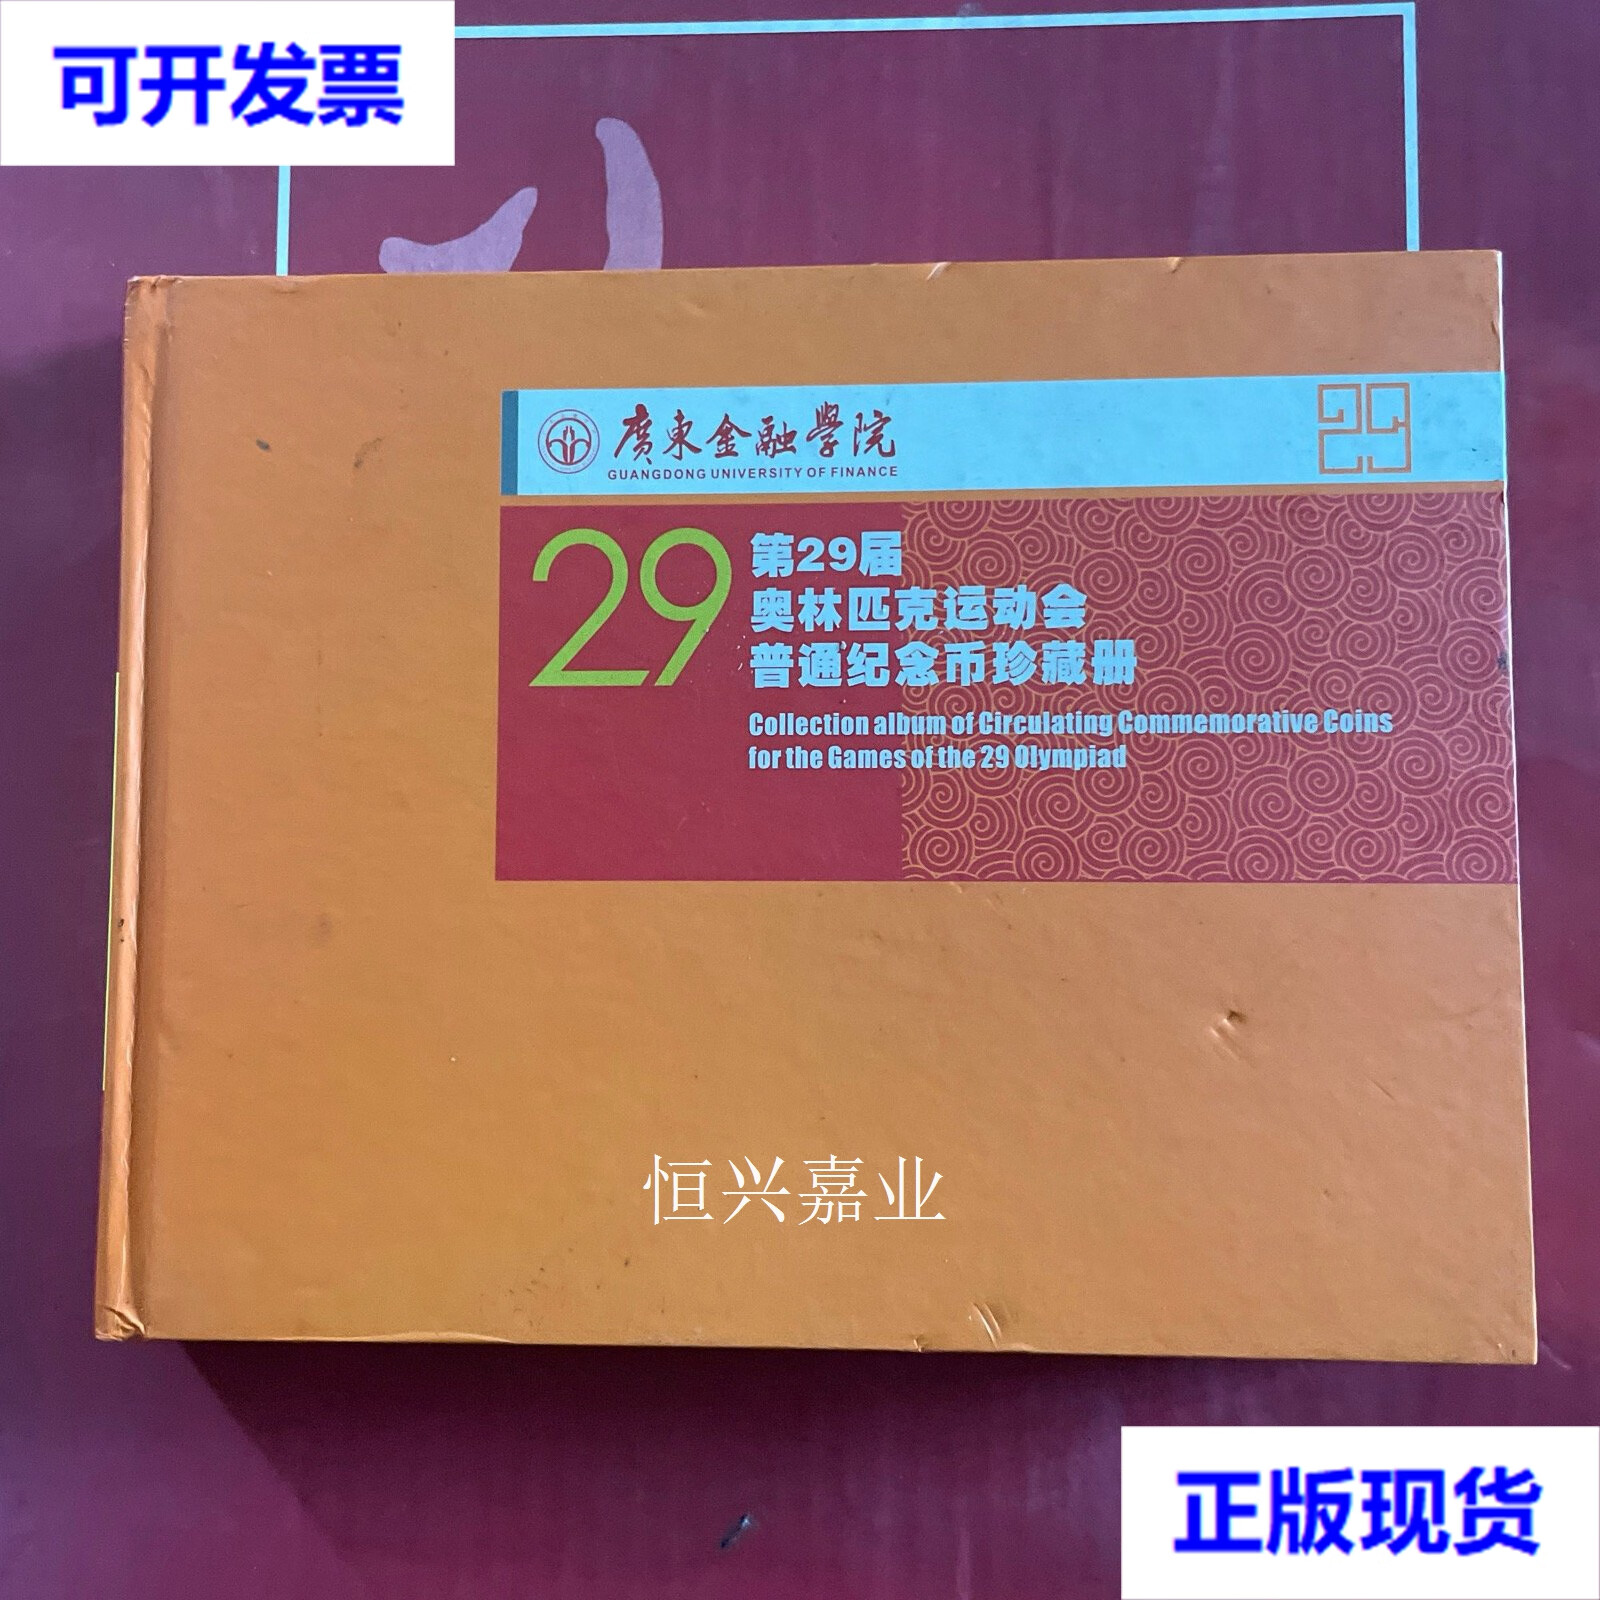 可开发票
廣東金融學院
GUANGDONG UNIVERSITY OF FINANCE
29
第29届
奥林匹克运动会
普通纪念币珍藏册
Collection album of Circulating Commemorative Coins
for the Games of the 29 Olympiad
恒兴嘉业
正版现货